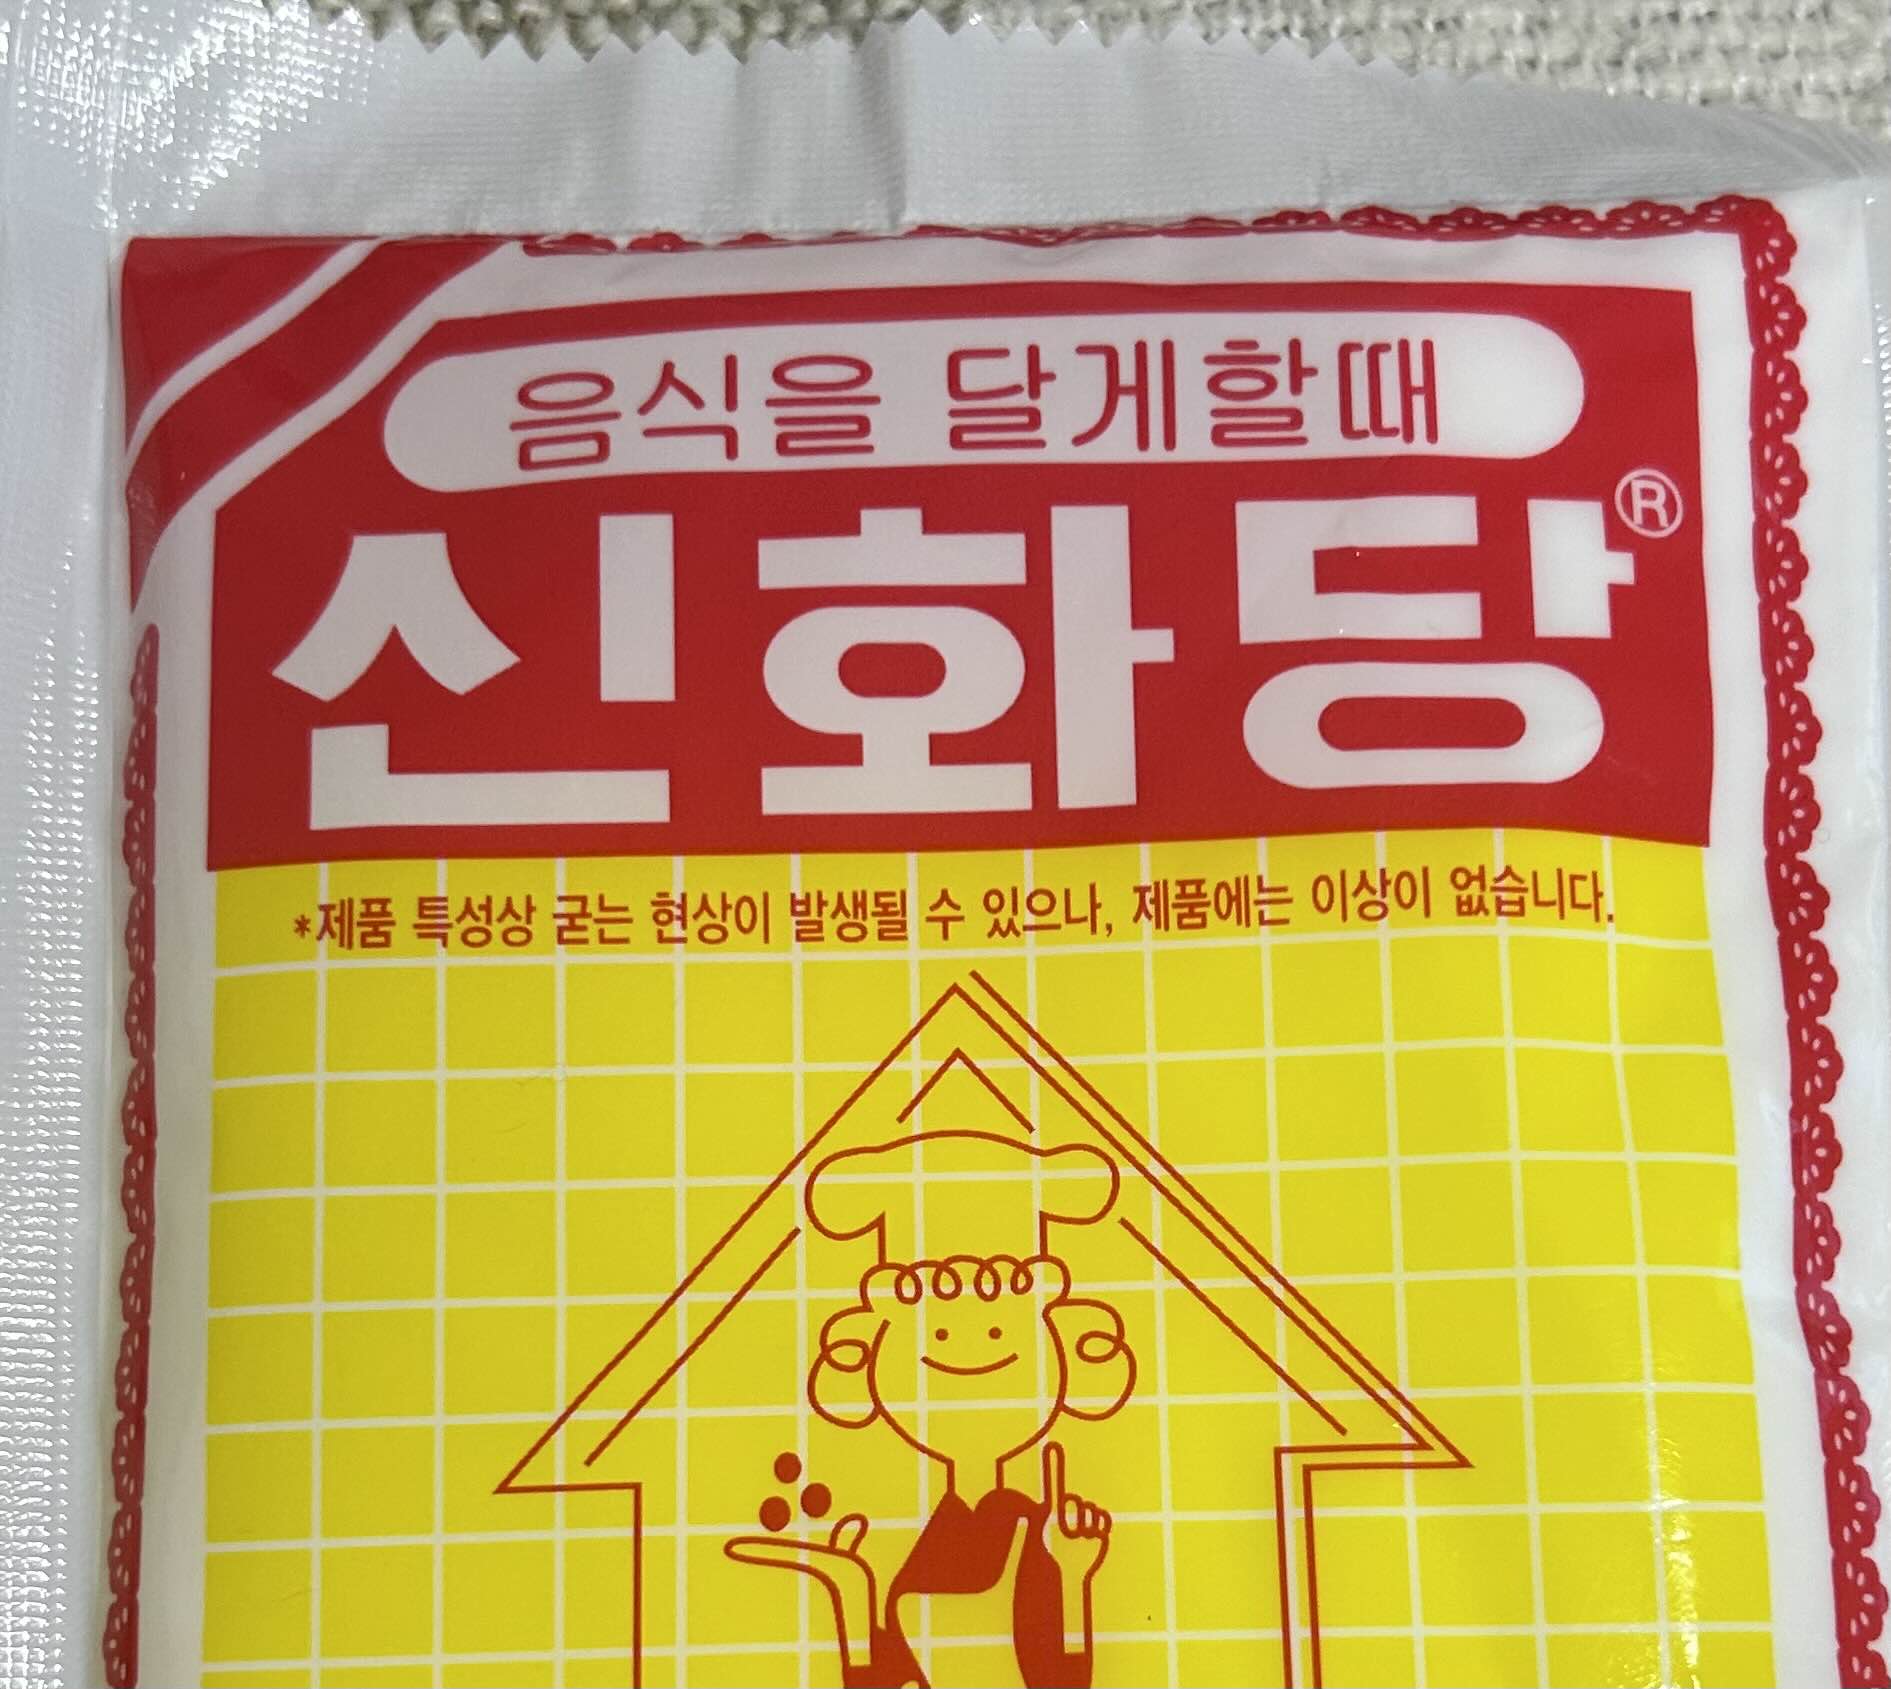 음식을 달게할때
신화당®
*제품 특성상 굳는 현상이 발생될 수 있으나, 제품에는 이상이 없습니다.